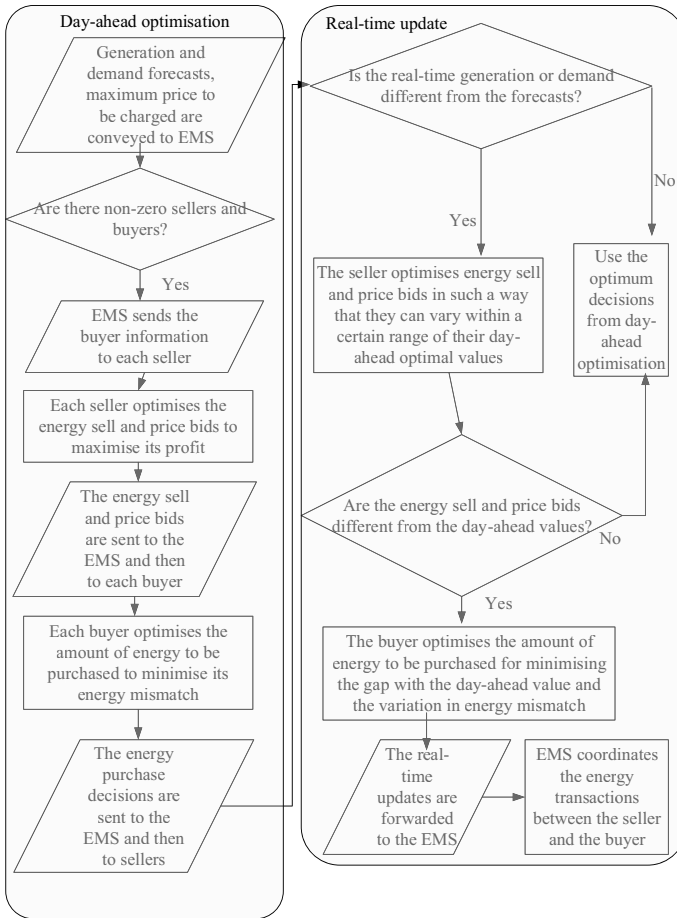 Day-ahead optimisation
Generation and
demand forecasts,
maximum price to
be charged are
conveyed to EMS
Are there non-zero sellers and
buyers?
Yes
EMS sends the
buyer information
to each seller
Each seller optimises the
energy sell and price bids to
maximise its profit
The energy sell
and price bids
are sent to the
EMS and then
to each buyer
Each buyer optimises the
amount of energy to be
purchased to minimise its
energy mismatch
The energy
purchase
decisions are
sent to the
EMS and then
to sellers
Real-time update
Is the real-time generation or demand
different from the forecasts?
No
Yes
The seller optimises energy sell
and price bids in such a way
that they can vary within a
certain range of their day-
ahead optimal values
Use the
optimum
decisions
from day-
ahead
optimisation
Are the energy sell and price bids
different from the day-ahead values?
No
Yes
The buyer optimises the amount of
energy to be purchased for minimising
the gap with the day-ahead value and
the variation in energy mismatch
The real-
time
updates are
forwarded
to the EMS
EMS coordinates
the energy
transactions
between the seller
and the buyer